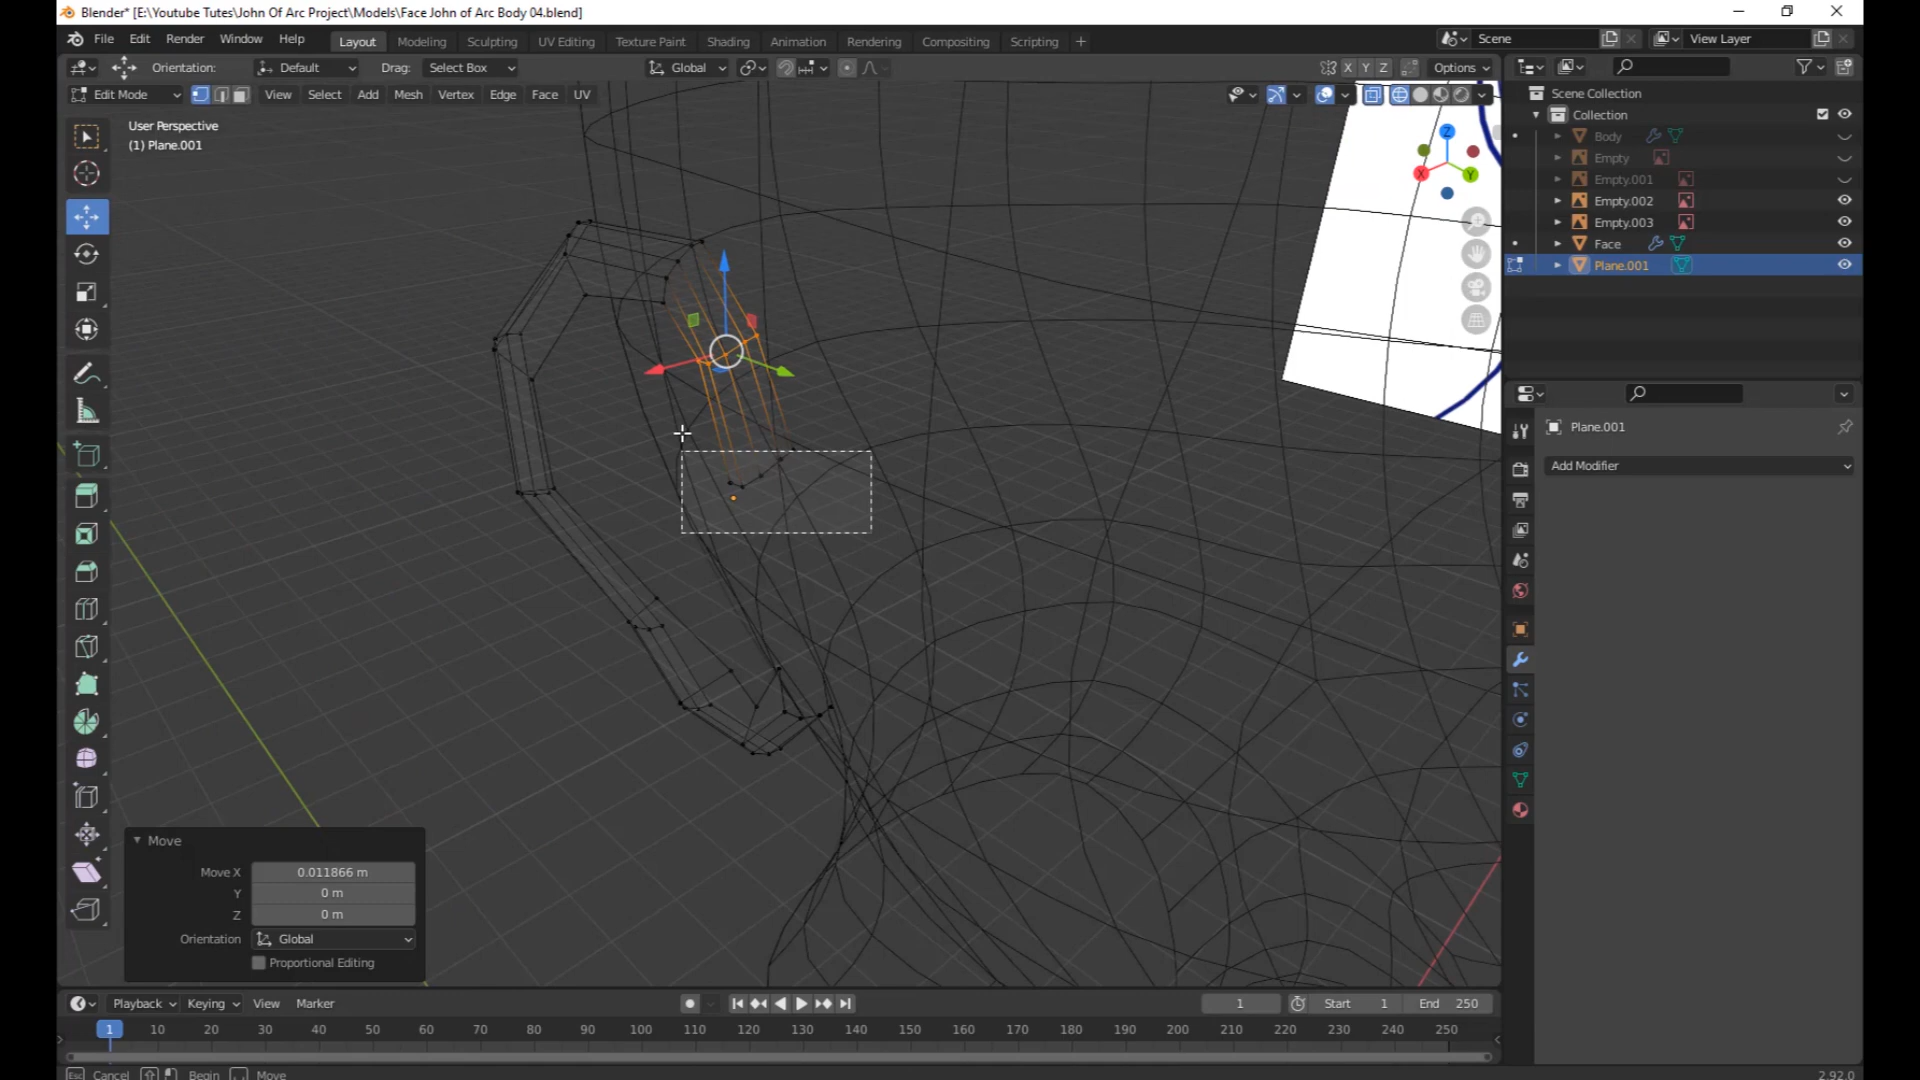 Blender* [E:\Youtube Tutes\John Of Arc Project\Models\Face John of Arc Body 04.blend]
File Edit Render Window Help Layout Modeling Sculpting UV Editing Texture Paint Shading Animation Rendering Compositing Scripting + Scene View Layer
Orientation: Default Drag: Select Box Global X Y Z Options
Edit Mode View Select Add Mesh Vertex Edge Face UV
User Perspective
(1) Plane.001
Z
X
Y
Scene Collection
Collection
Body
Empty
Empty.001
Empty.002
Empty.003
Face
Plane.001
Plane.001
Add Modifier
Move
Move X 0.011866 m
Y 0 m
Z 0 m
Orientation Global
Proportional Editing
Playback Keying View Marker 1 Start 1 End 250
1 10 20 30 40 50 60 70 80 90 100 110 120 130 140 150 160 170 180 190 200 210 220 230 240 250
Esc Cancel Begin Move 2.92.0